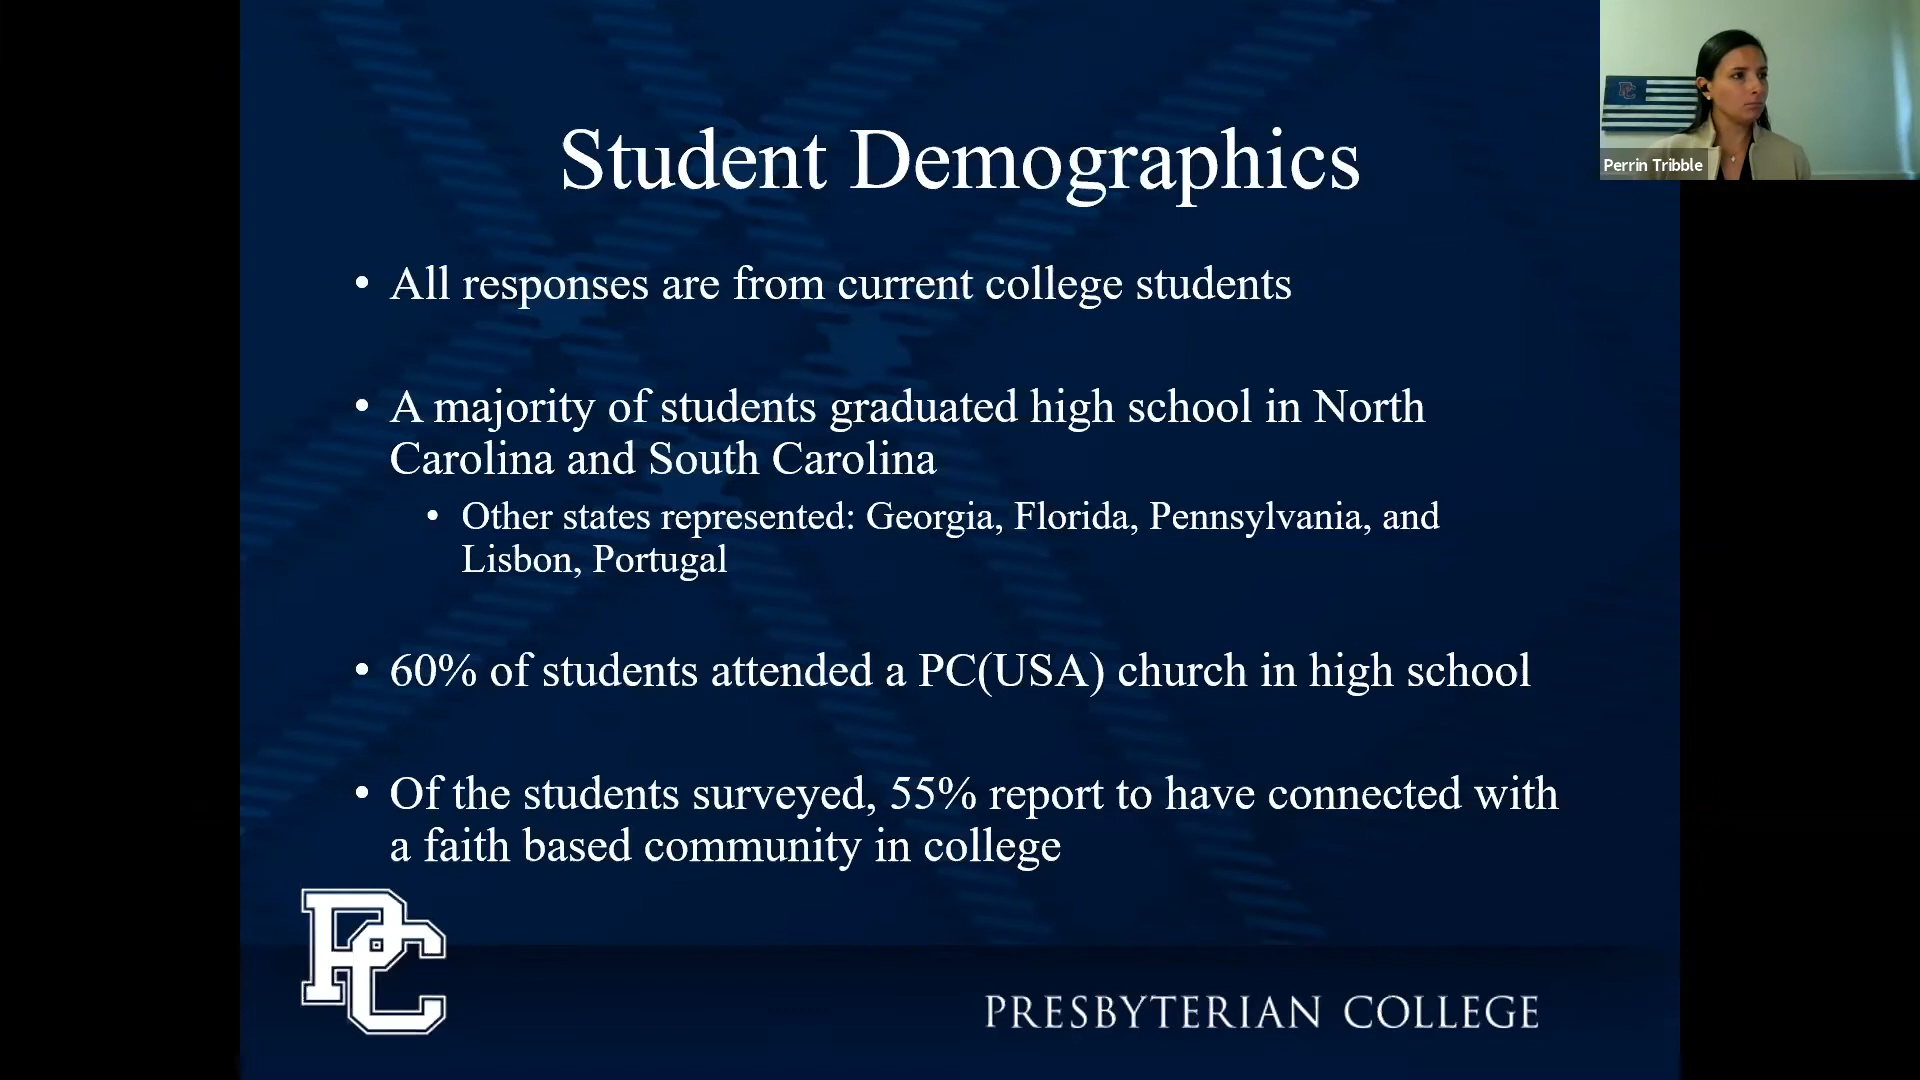 Student Demographics
• All responses are from current college students
• A majority of students graduated high school in North
Carolina and South Carolina
• Other states represented: Georgia, Florida, Pennsylvania, and
Lisbon, Portugal
• 60% of students attended a PC(USA) church in high school
• Of the students surveyed, 55% report to have connected with
a faith based community in college
PC
PRESBYTERIAN COLLEGE
PC
Perrin Tribble